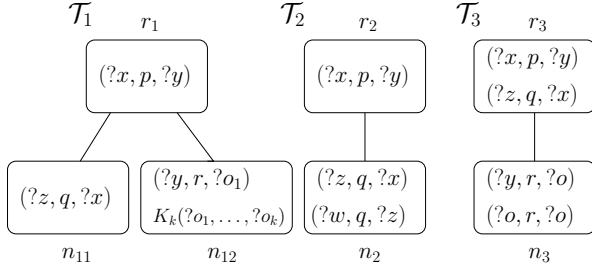 𝒯₁ r₁ 𝒯₂ r₂ 𝒯₃ r₃
(?x, p, ?y) (?x, p, ?y) (?x, p, ?y)
(?z, q, ?x)
(?z, q, ?x) (?y, r, ?o₁) (?z, q, ?x) (?y, r, ?o)
Kₖ(?o₁, . . . , ?oₖ) (?w, q, ?z) (?o, r, ?o)
n₁₁ n₁₂ n₂ n₃